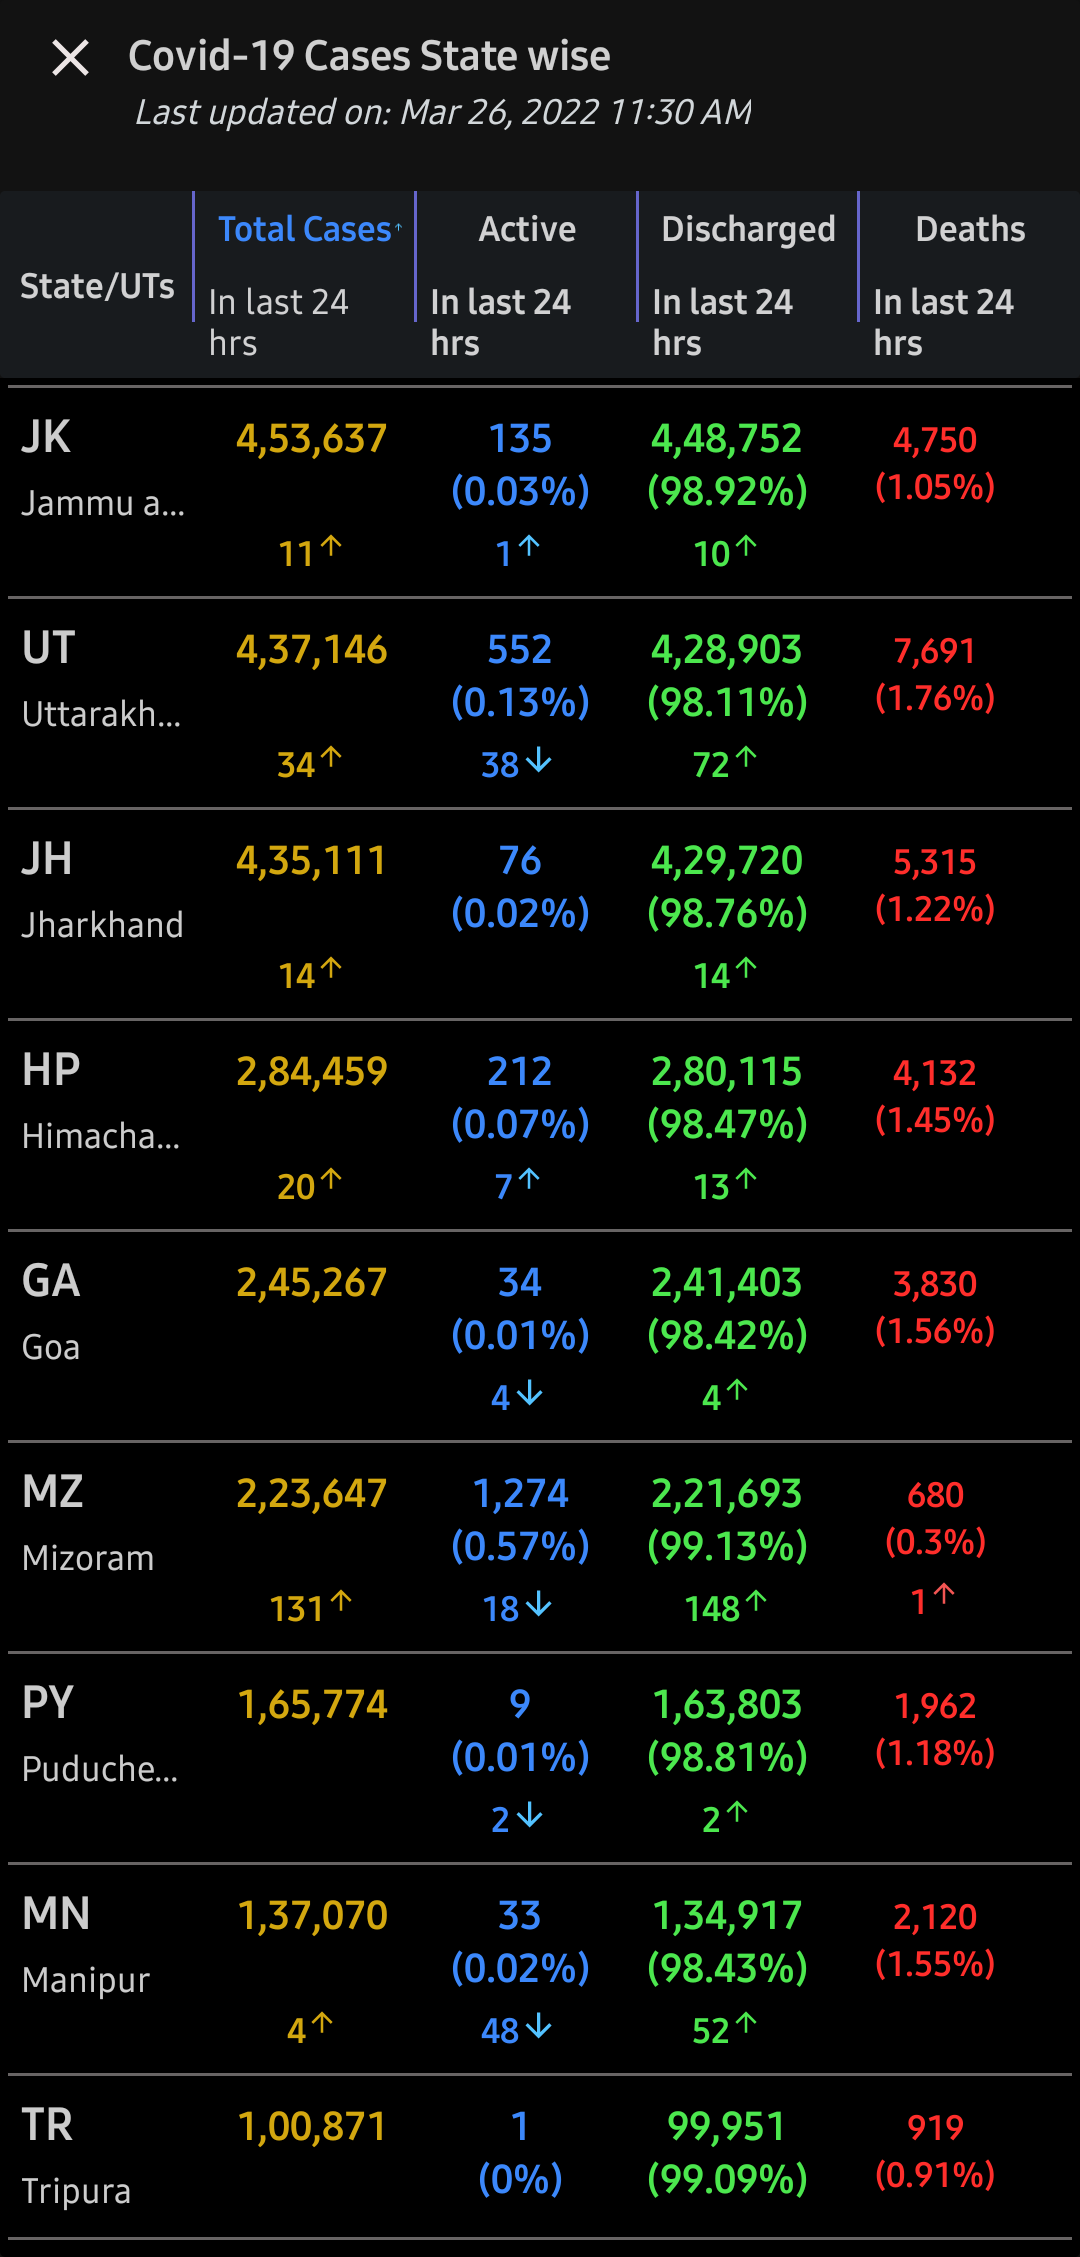 Covid-19 Cases State wise
Last updated on: Mar 26, 2022 11:30 AM
State/UTs Total Cases↑ Active Discharged Deaths
In last 24 hrs In last 24 hrs In last 24 hrs In last 24 hrs
JK 4,53,637 135 4,48,752 4,750
Jammu a... (0.03%) (98.92%) (1.05%)
11↑ 1↑ 10↑
UT 4,37,146 552 4,28,903 7,691
Uttarakh... (0.13%) (98.11%) (1.76%)
34↑ 38↓ 72↑
JH 4,35,111 76 4,29,720 5,315
Jharkhand (0.02%) (98.76%) (1.22%)
14↑ 14↑
HP 2,84,459 212 2,80,115 4,132
Himacha... (0.07%) (98.47%) (1.45%)
20↑ 7↑ 13↑
GA 2,45,267 34 2,41,403 3,830
Goa (0.01%) (98.42%) (1.56%)
4↓ 4↑
MZ 2,23,647 1,274 2,21,693 680
Mizoram (0.57%) (99.13%) (0.3%)
131↑ 18↓ 148↑ 1↑
PY 1,65,774 9 1,63,803 1,962
Puduche... (0.01%) (98.81%) (1.18%)
2↓ 2↑
MN 1,37,070 33 1,34,917 2,120
Manipur (0.02%) (98.43%) (1.55%)
4↑ 48↓ 52↑
TR 1,00,871 1 99,951 919
Tripura (0%) (99.09%) (0.91%)